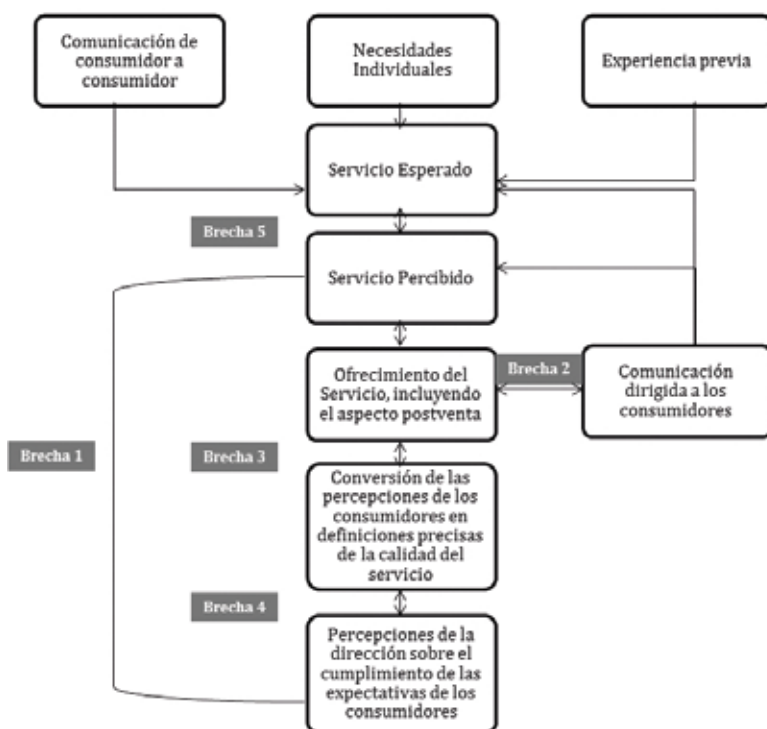 Comunicación de
consumidor a
consumidor
Necesidades
Individuales
Experiencia previa
Servicio Esperado
Brecha 5
Servicio Percibido
Ofrecimiento del
Servicio, incluyendo
el aspecto postventa
Brecha 2
Comunicación
dirigida a los
consumidores
Brecha 1
Brecha 3
Conversión de las
percepciones de los
consumidores en
definiciones precisas
de la calidad del
servicio
Brecha 4
Percepciones de la
dirección sobre el
cumplimiento de las
expectativas de los
consumidores